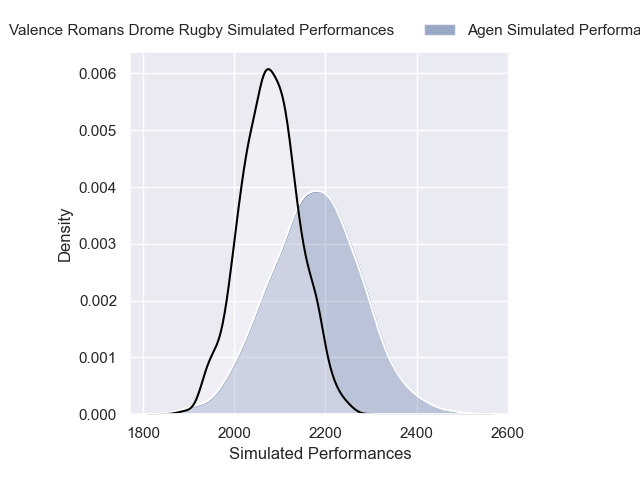 Valence Romans Drome Rugby Simulated Performances Agen Simulated Performa
0.006
0.005
0.004
0.003
0.002
0.001
0.000
Density
1800 2000 2200 2400 2600
Simulated Performances